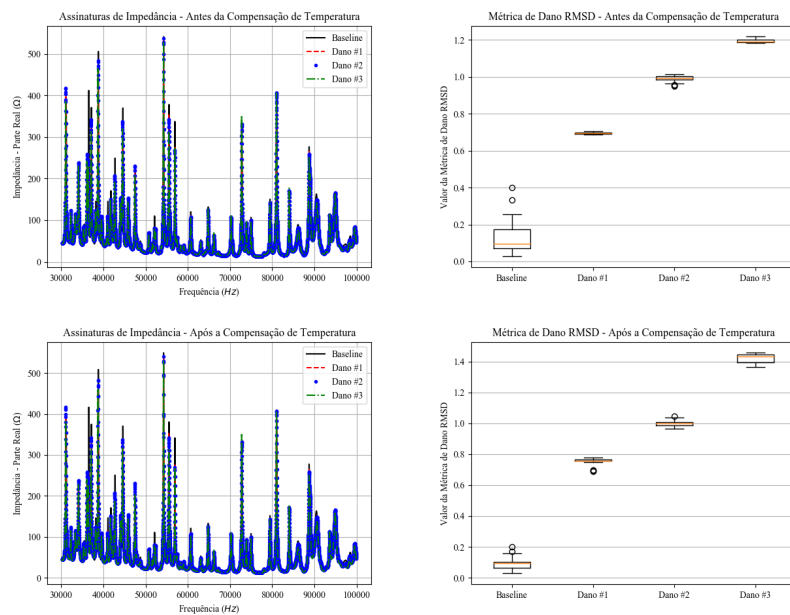 Assinaturas de Impedância - Antes da Compensação de Temperatura
Impedância - Parte Real (Ω)
500
400
300
200
100
0
Baseline
Dano #1
Dano #2
Dano #3
30000 40000 50000 60000 70000 80000 90000 100000
Frequência (Hz)
Métrica de Dano RMSD - Antes da Compensação de Temperatura
Valor da Métrica de Dano RMSD
1.2
1.0
0.8
0.6
0.4
0.2
0.0
Baseline Dano #1 Dano #2 Dano #3
Assinaturas de Impedância - Após a Compensação de Temperatura
Impedância - Parte Real (Ω)
500
400
300
200
100
0
Baseline
Dano #1
Dano #2
Dano #3
30000 40000 50000 60000 70000 80000 90000 100000
Frequência (Hz)
Métrica de Dano RMSD - Após a Compensação de Temperatura
Valor da Métrica de Dano RMSD
1.4
1.2
1.0
0.8
0.6
0.4
0.2
0.0
Baseline Dano #1 Dano #2 Dano #3